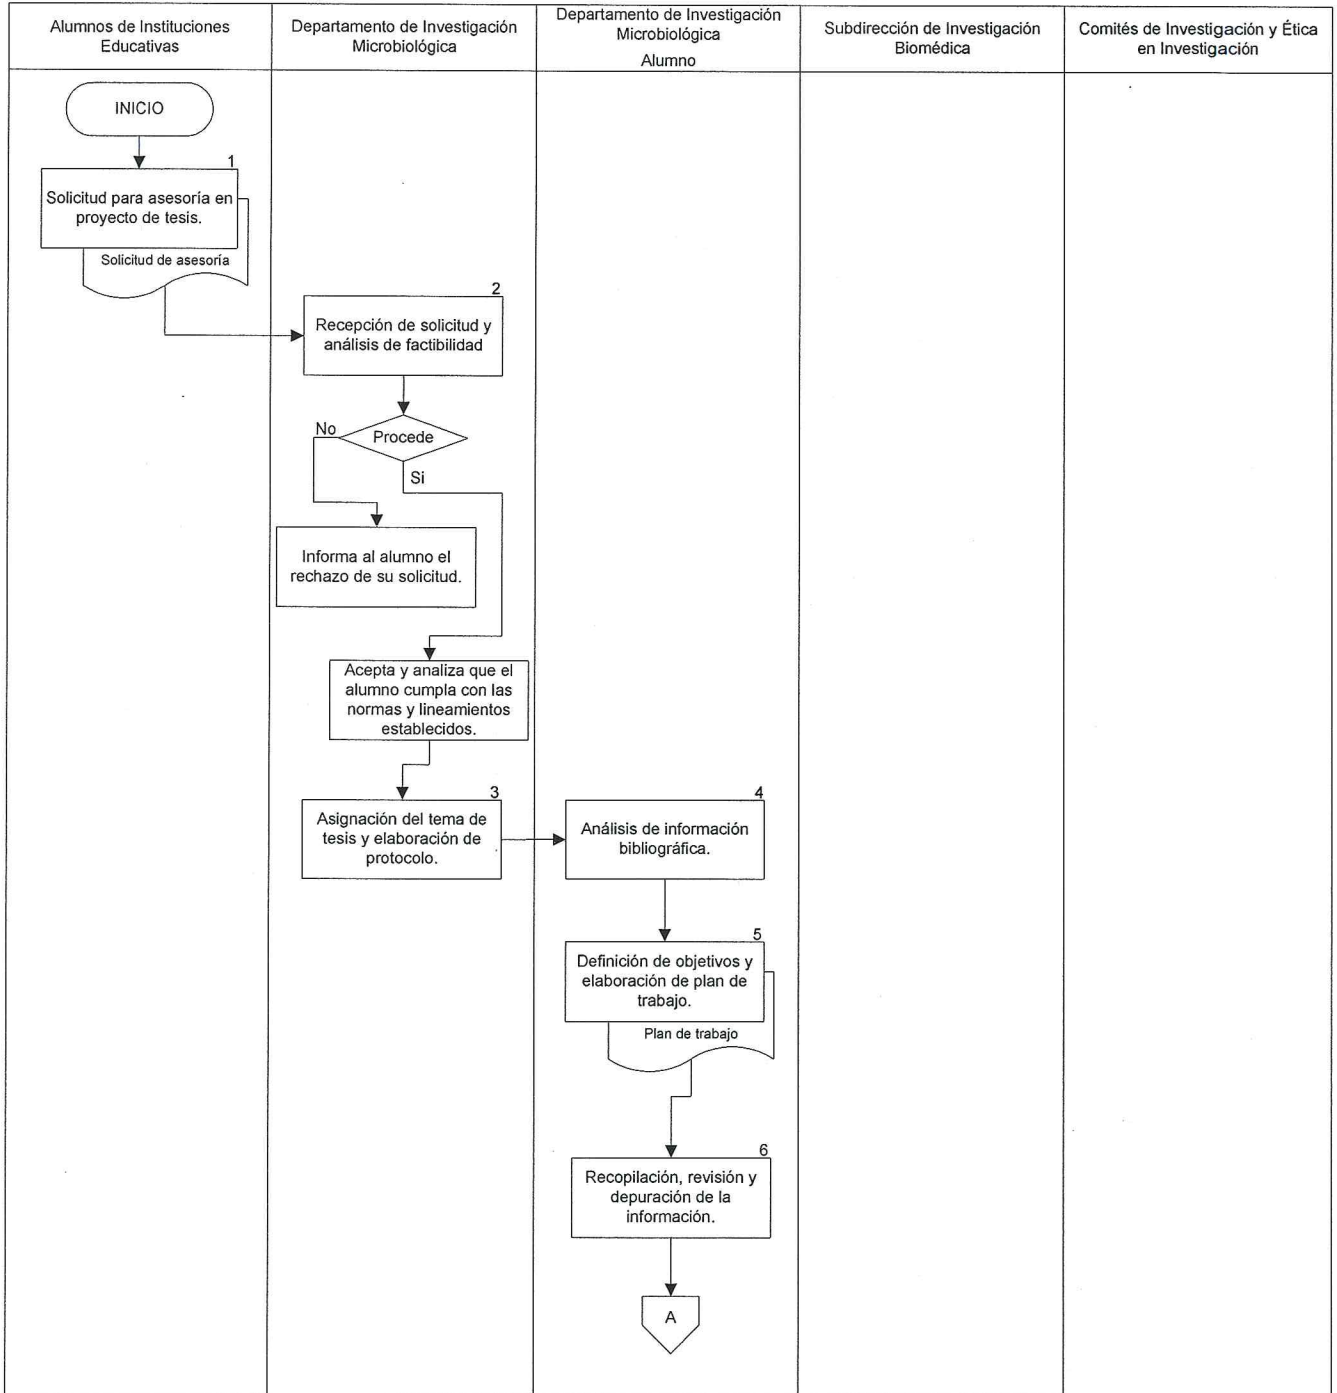 Alumnos de Instituciones
Educativas
Departamento de Investigación
Microbiológica
Departamento de Investigación
Microbiológica
Alumno
Subdirección de Investigación
Biomédica
Comités de Investigación y Ética
en Investigación
INICIO
1
Solicitud para asesoría en
proyecto de tesis.
Solicitud de asesoría
2
Recepción de solicitud y
análisis de factibilidad
No
Procede
Si
Informa al alumno el
rechazo de su solicitud.
Acepta y analiza que el
alumno cumpla con las
normas y lineamientos
establecidos.
3
Asignación del tema de
tesis y elaboración de
protocolo.
4
Análisis de información
bibliográfica.
5
Definición de objetivos y
elaboración de plan de
trabajo.
Plan de trabajo
6
Recopilación, revisión y
depuración de la
información.
A